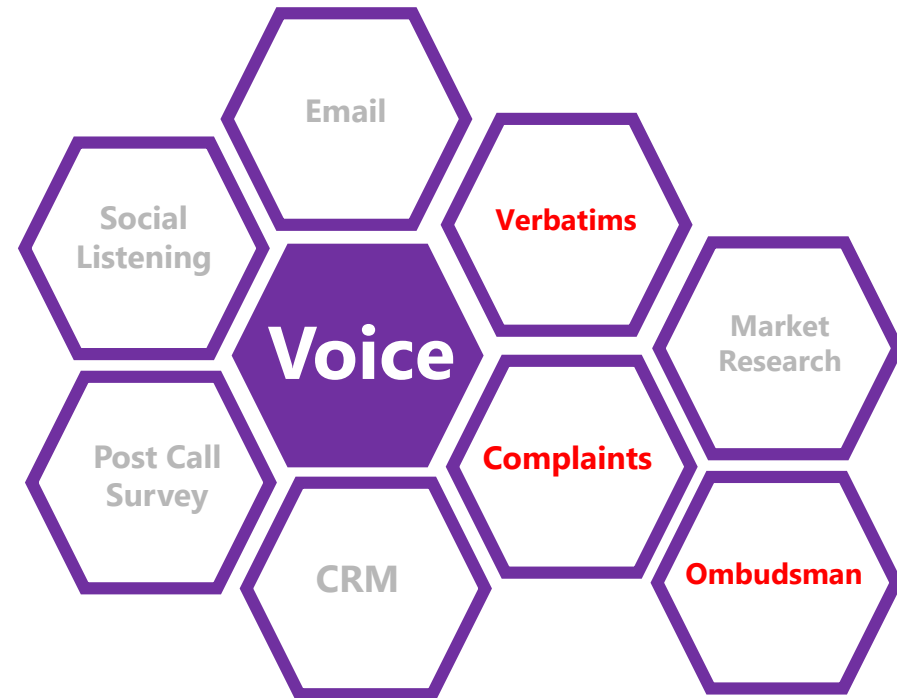 Email
Social
Listening
Verbatims
Voice
Market
Research
Post Call
Survey
Complaints
CRM
Ombudsman